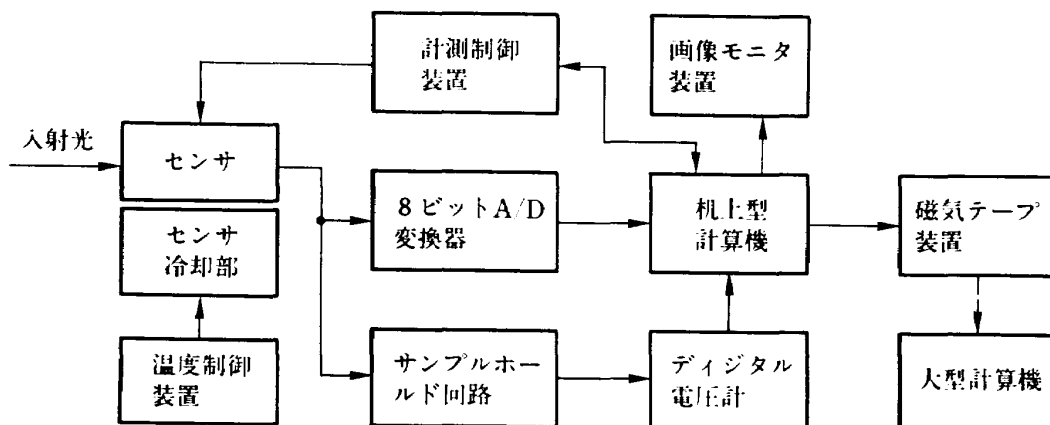 計測制御
装置
画像モニタ
装置
入射光
センサ
8ビットA/D
変換器
机上型
計算機
磁気テープ
装置
センサ
冷却部
温度制御
装置
サンプルホー
ルド回路
ディジタル
電圧計
大型計算機